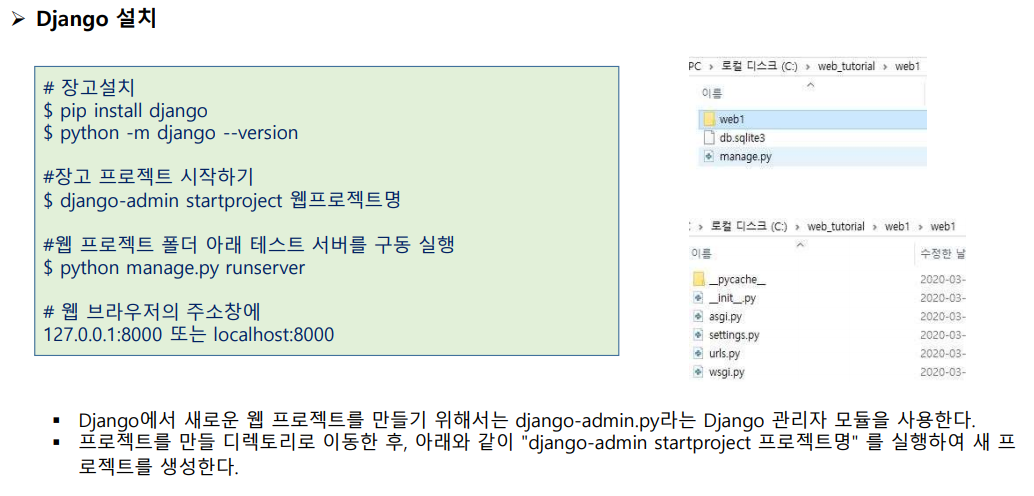 ➢ Django 설치
# 장고설치
$ pip install django
$ python -m django --version
#장고 프로젝트 시작하기
$ django-admin startproject 웹프로젝트명
#웹 프로젝트 폴더 아래 테스트 서버를 구동 실행
$ python manage.py runserver
# 웹 브라우저의 주소창에
127.0.0.1:8000 또는 localhost:8000
PC › 로컬 디스크 (C:) › web_tutorial › web1
이름
web1
db.sqlite3
manage.py
› 로컬 디스크 (C:) › web_tutorial › web1 › web1
이름 수정한 날
__pycache__ 2020-03-
__init__.py 2020-03-
asgi.py 2020-03-
settings.py 2020-03-
urls.py 2020-03-
wsgi.py 2020-03-
▪ Django에서 새로운 웹 프로젝트를 만들기 위해서는 django-admin.py라는 Django 관리자 모듈을 사용한다.
▪ 프로젝트를 만들 디렉토리로 이동한 후, 아래와 같이 "django-admin startproject 프로젝트명" 를 실행하여 새 프
로젝트를 생성한다.